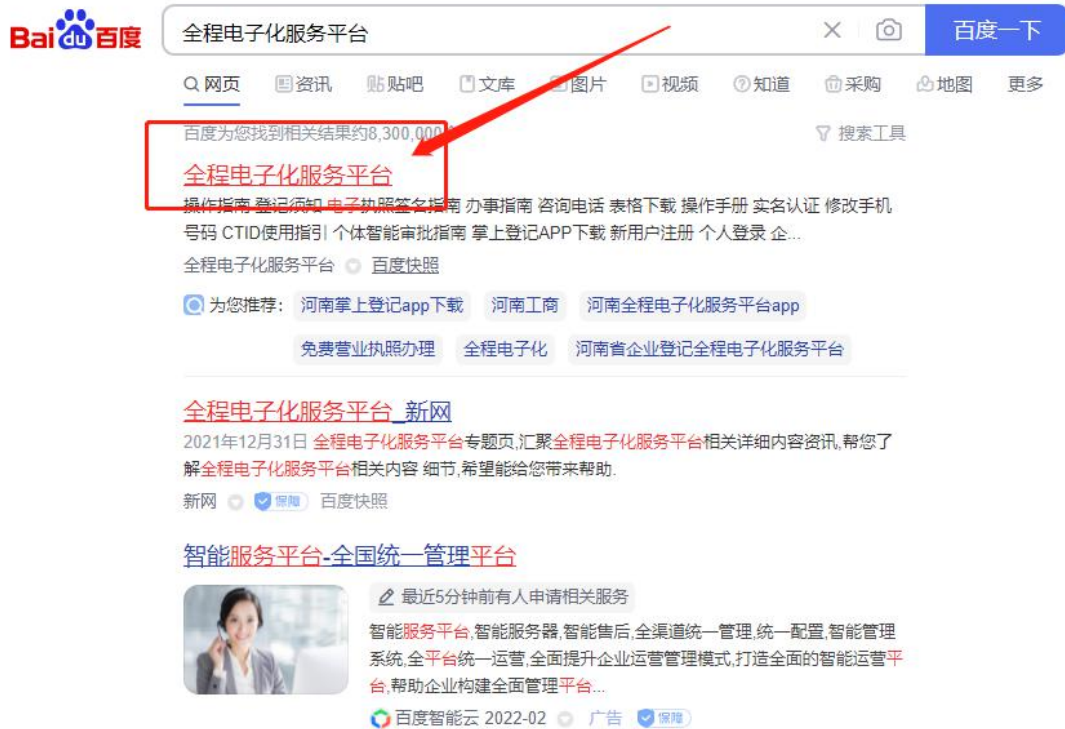 Bai du 百度
全程电子化服务平台
百度一下
网页 资讯 贴吧 文库 图片 视频 知道 采购 地图 更多
百度为您找到相关结果约8,300,000
搜索工具
全程电子化服务平台
操作指南 登记须知 电子执照签名指南 办事指南 咨询电话 表格下载 操作手册 实名认证 修改手机
号码 CTID使用指引 个体智能审批指南 掌上登记APP下载 新用户注册 个人登录 企...
全程电子化服务平台 百度快照
为您推荐: 河南掌上登记app下载 河南工商 河南全程电子化服务平台app
免费营业执照办理 全程电子化 河南省企业登记全程电子化服务平台
全程电子化服务平台_新网
2021年12月31日 全程电子化服务平台专题页,汇聚全程电子化服务平台相关详细内容资讯,帮您了
解全程电子化服务平台相关内容 细节,希望能给您带来帮助.
新网 保障 百度快照
智能服务平台-全国统一管理平台
最近5分钟前有人申请相关服务
智能服务平台,智能服务器,智能售后,全渠道统一管理,统一配置,智能管理
系统,全平台统一运营,全面提升企业运营管理模式,打造全面的智能运营平
台,帮助企业构建全面管理平台...
百度智能云 2022-02 广告 保障